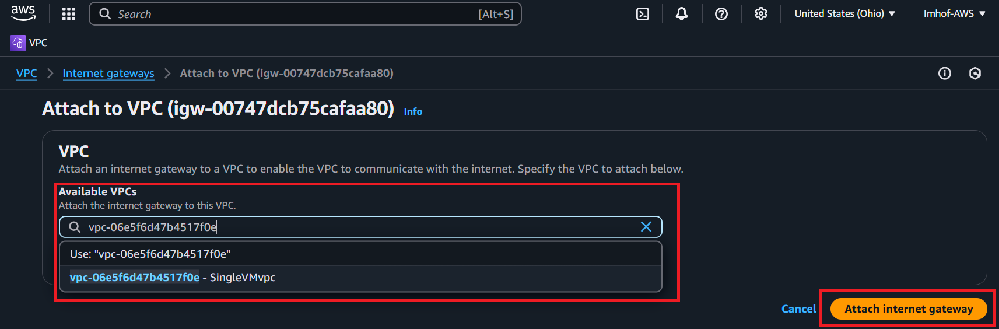 aws
Search [Alt+S] United States (Ohio) Imhof-AWS
VPC
VPC Internet gateways Attach to VPC (igw-00747dcb75cafaa80)
Attach to VPC (igw-00747dcb75cafaa80) Info
VPC
Attach an internet gateway to a VPC to enable the VPC to communicate with the internet. Specify the VPC to attach below.
Available VPCs
Attach the internet gateway to this VPC.
vpc-06e5f6d47b4517f0e
Use: "vpc-06e5f6d47b4517f0e"
vpc-06e5f6d47b4517f0e - SingleVMvpc
Cancel Attach internet gateway